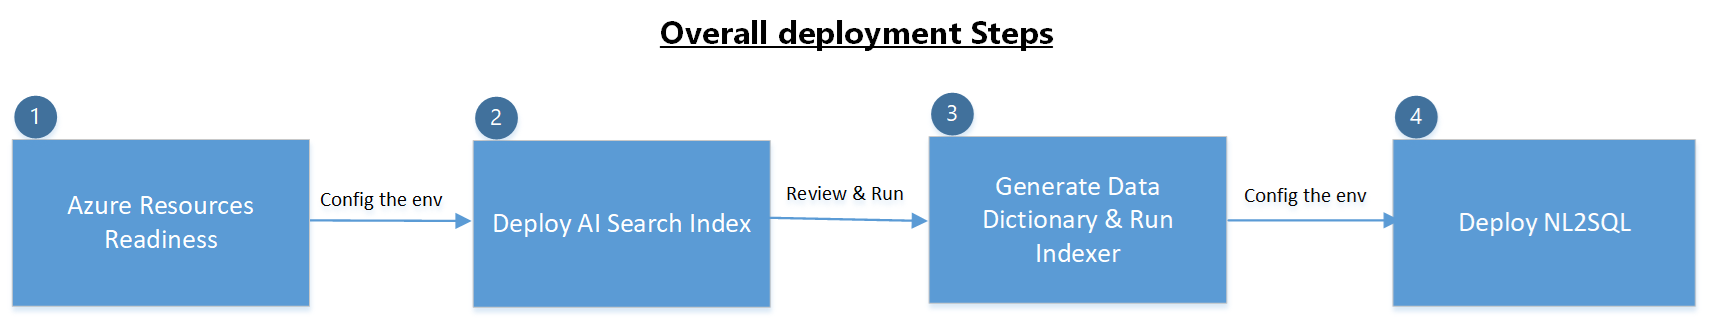 Overall deployment Steps
1
Azure Resources
Readiness
Config the env
2
Deploy AI Search Index
Review & Run
3
Generate Data
Dictionary & Run
Indexer
Config the env
4
Deploy NL2SQL